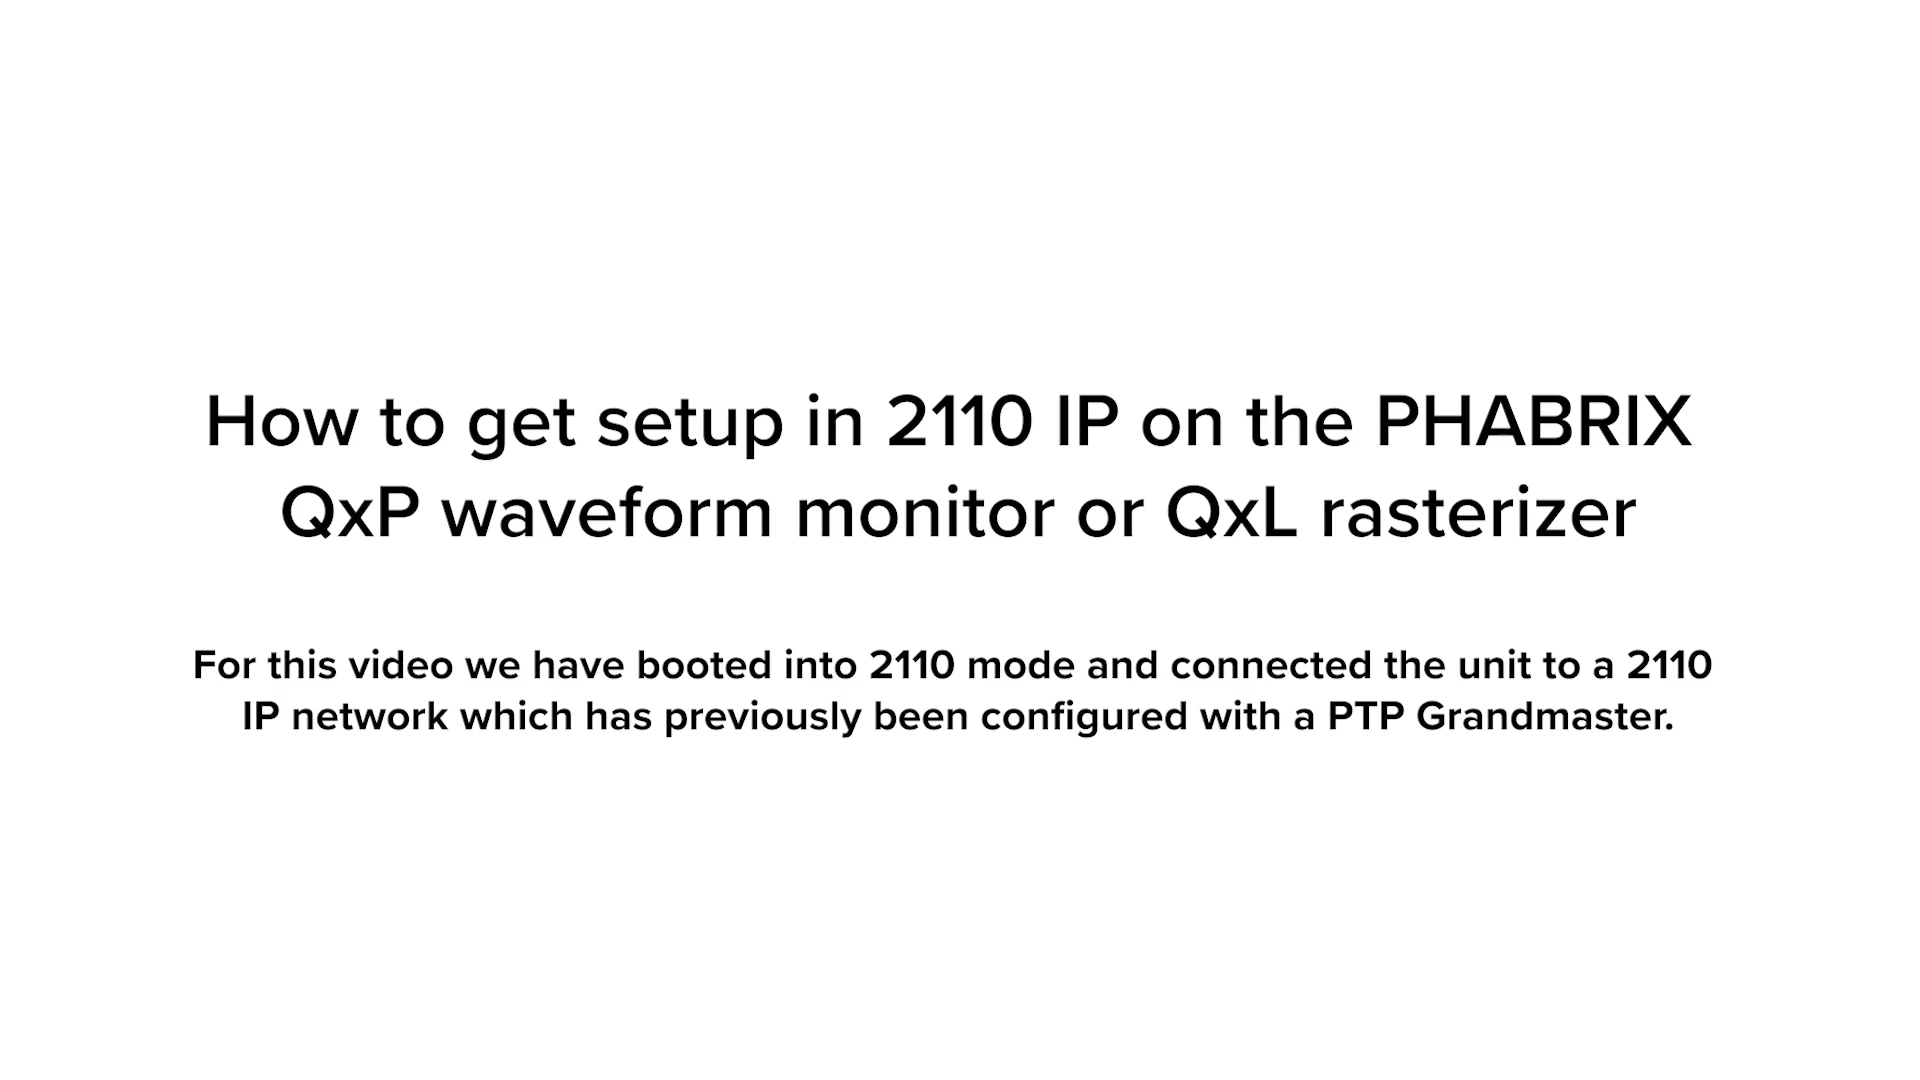 How to get setup in 2110 IP on the PHABRIX
QxP waveform monitor or QxL rasterizer
For this video we have booted into 2110 mode and connected the unit to a 2110
IP network which has previously been configured with a PTP Grandmaster.